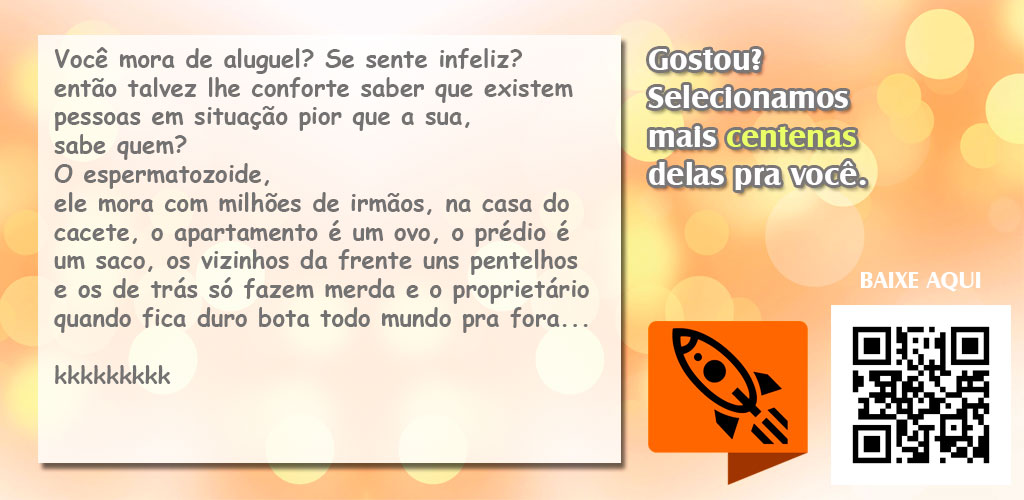 Você mora de aluguel? Se sente infeliz?
então talvez lhe conforte saber que existem
pessoas em situação pior que a sua,
sabe quem?
O espermatozoide,
ele mora com milhões de irmãos, na casa do
cacete, o apartamento é um ovo, o prédio é
um saco, os vizinhos da frente uns pentelhos
e os de trás só fazem merda e o proprietário
quando fica duro bota todo mundo pra fora...
kkkkkkkkkk
Gostou?
Selecionamos
mais centenas
delas pra você.
BAIXE AQUI